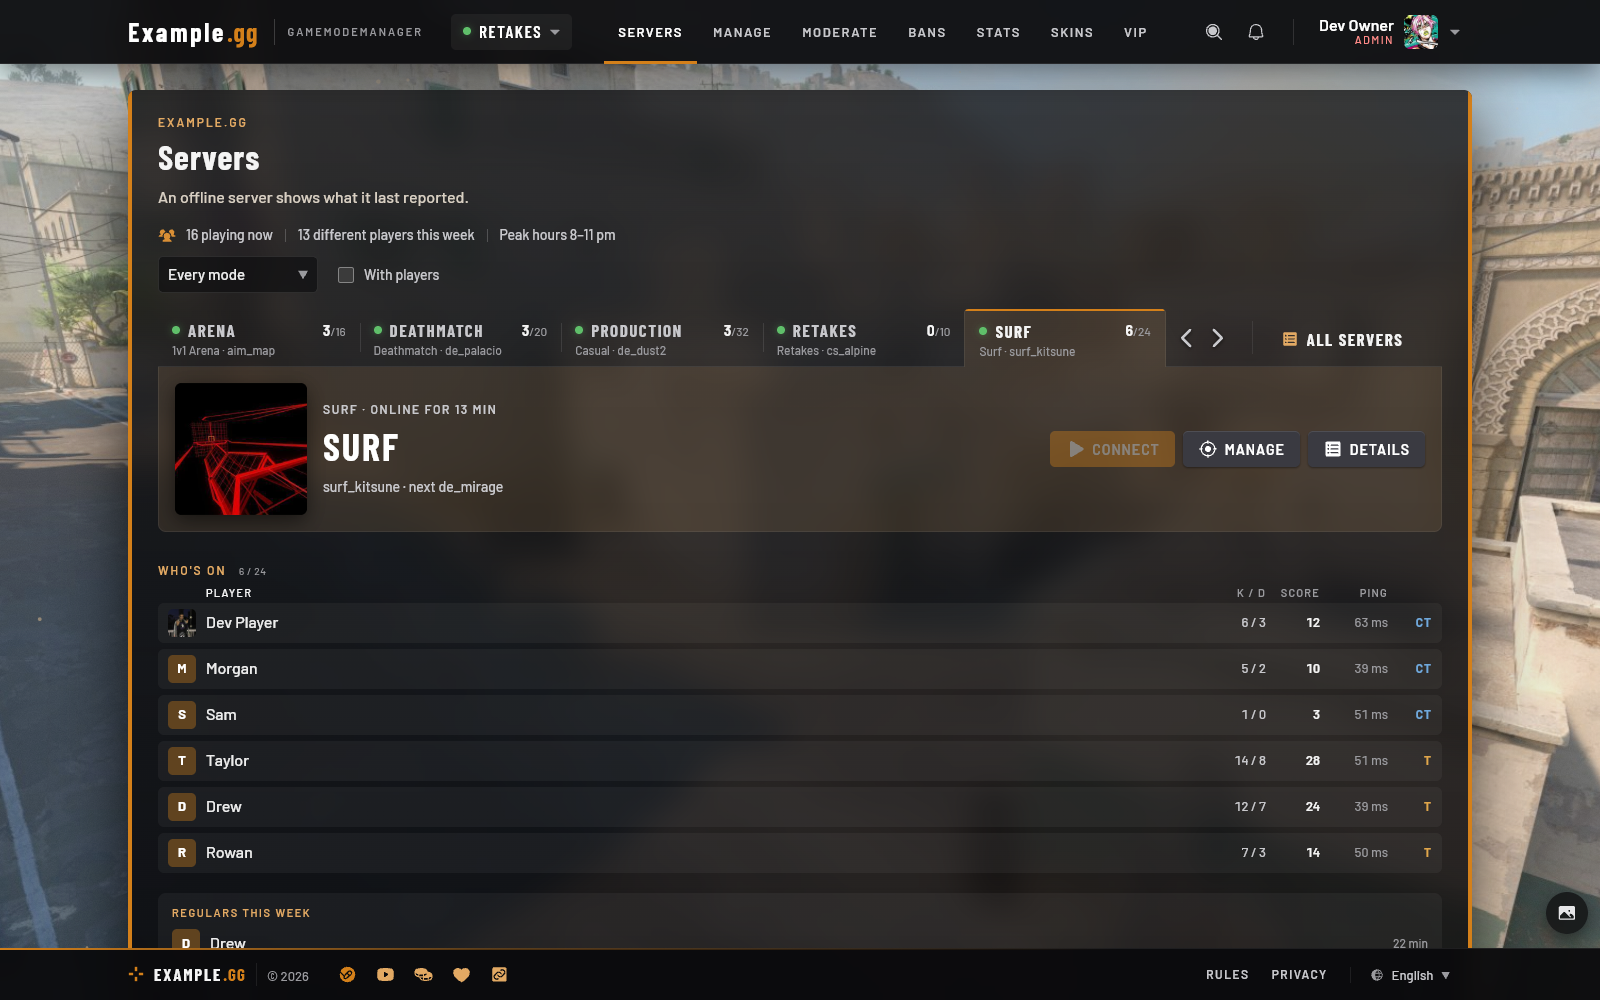 Example.gg
GAMEMODEMANAGER
RETAKES
SERVERS
MANAGE
MODERATE
BANS
STATS
SKINS
VIP
Dev Owner
ADMIN
EXAMPLE.GG
Servers
An offline server shows what it last reported.
16 playing now
13 different players this week
Peak hours 8–11 pm
Every mode
With players
ARENA 3/16
1v1 Arena · aim_map
DEATHMATCH 3/20
Deathmatch · de_palacio
PRODUCTION 3/32
Casual · de_dust2
RETAKES 0/10
Retakes · cs_alpine
SURF 6/24
Surf · surf_kitsune
ALL SERVERS
SURF · ONLINE FOR 13 MIN
SURF
surf_kitsune · next de_mirage
CONNECT
MANAGE
DETAILS
WHO'S ON 6 / 24
PLAYER K / D SCORE PING
Dev Player 6 / 3 12 63 ms CT
M Morgan 5 / 2 10 39 ms CT
S Sam 1 / 0 3 51 ms CT
T Taylor 14 / 8 28 51 ms T
D Drew 12 / 7 24 39 ms T
R Rowan 7 / 3 14 50 ms T
REGULARS THIS WEEK
D Drew 22 min
EXAMPLE.GG
© 2026
RULES
PRIVACY
English